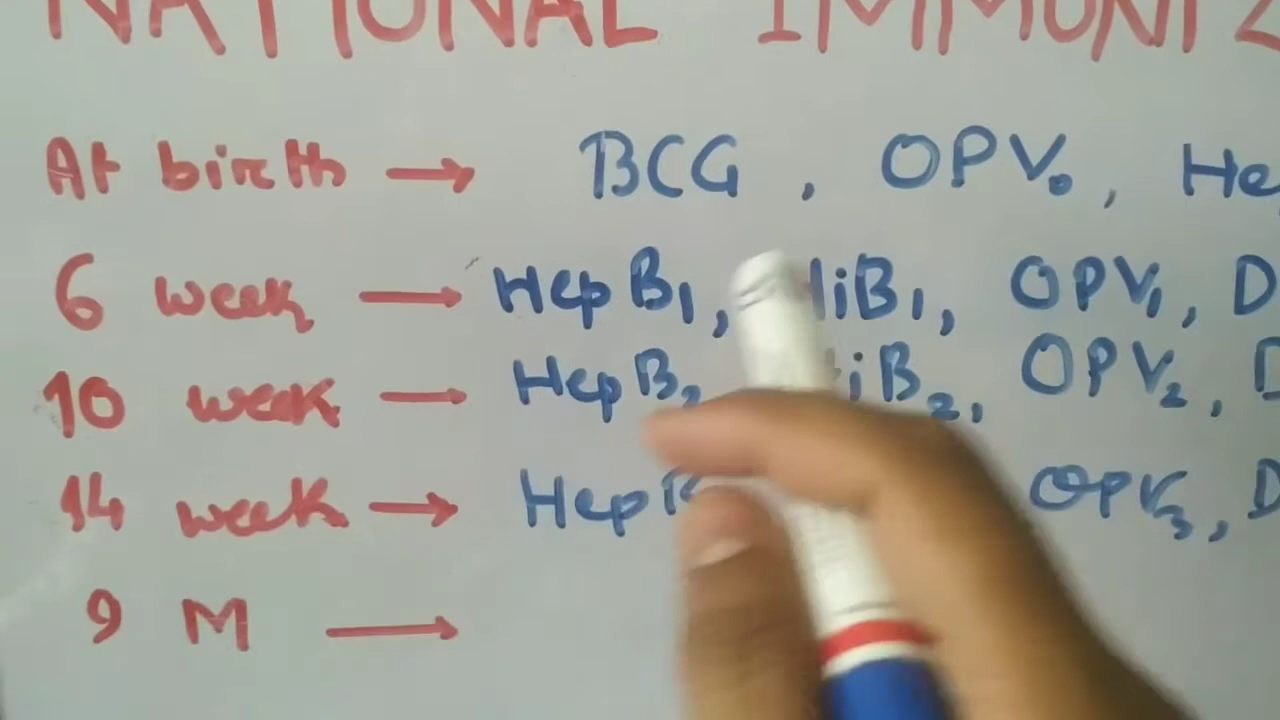 NATIONAL IMMUNIZ
At birth → BCG, OPV₀, He
6 week → HepB₁, HiB₁, OPV₁, D
10 week → HepB₂ iB₂, OPV₂, D
14 week → Hep OPV₃, D
9 M →